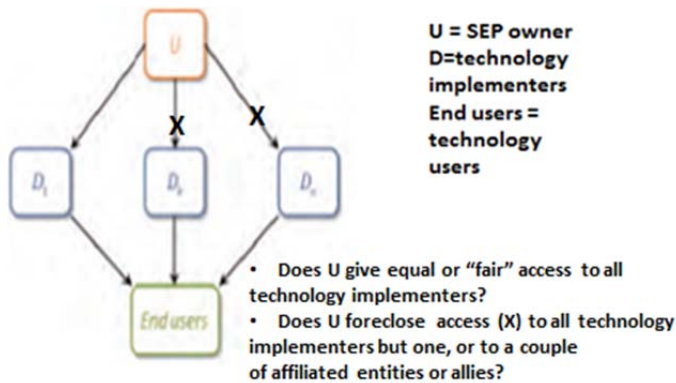 U
U = SEP owner
D=technology
implementers
End users =
technology
users
X
X
D
D
D
End users
• Does U give equal or “fair” access to all
technology implementers?
• Does U foreclose access (X) to all technology
implementers but one, or to a couple
of affiliated entities or allies?